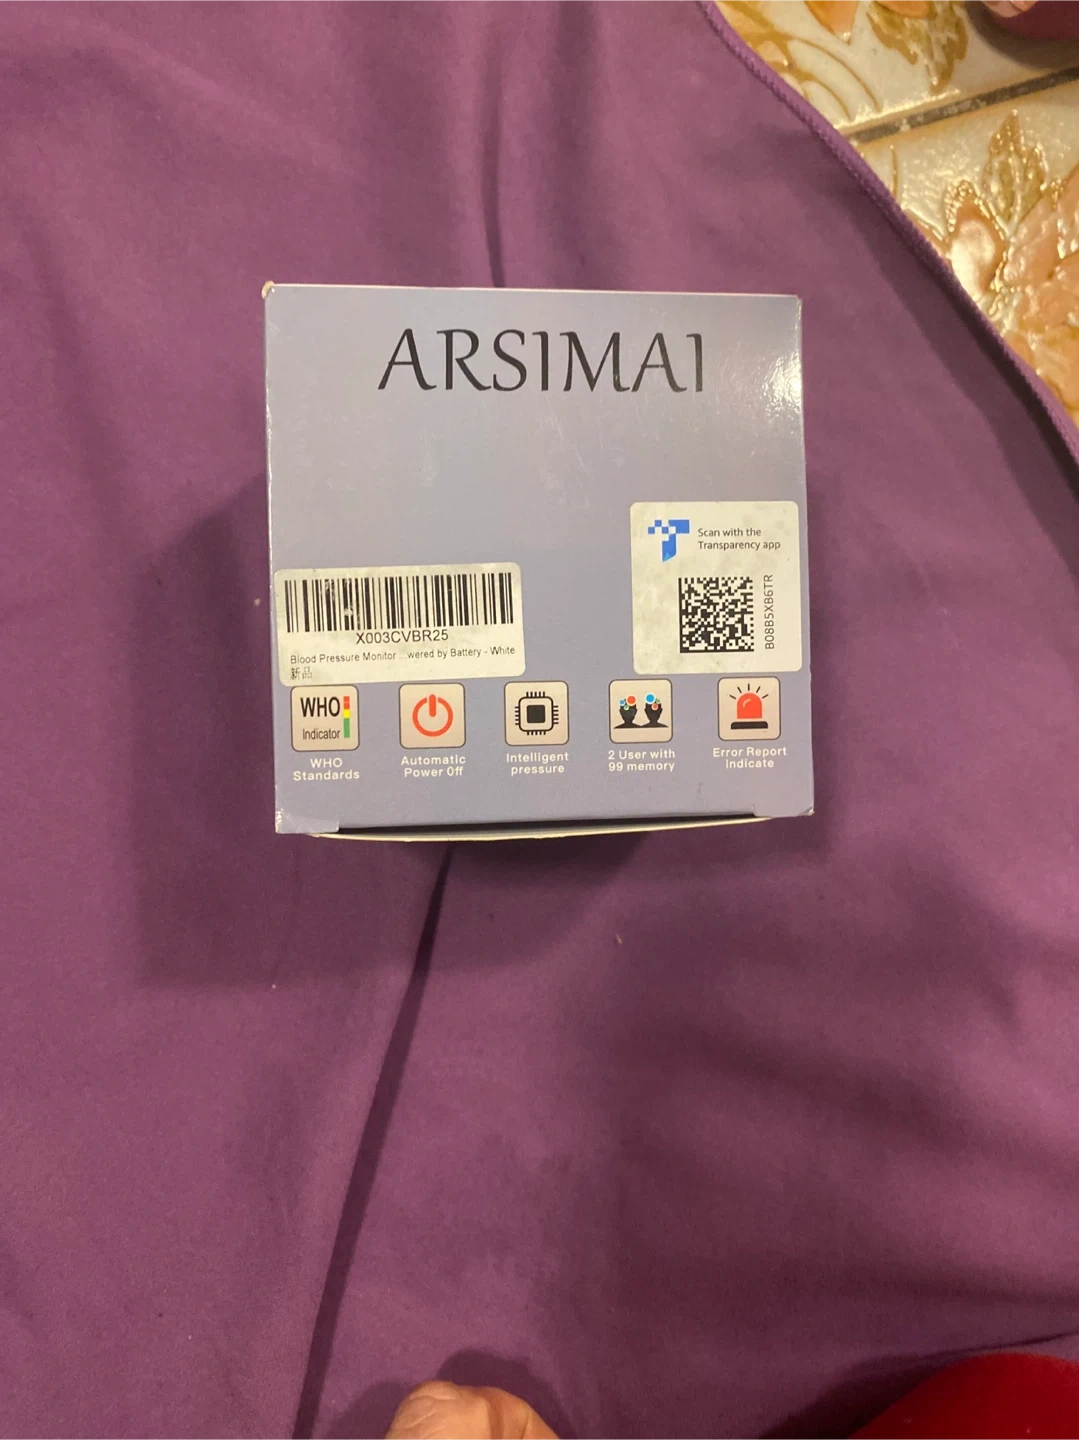 ARSIMAI
Scan with the
Transparency app
B08B5XB6TR
X003CVBR25
Blood Pressure Monitor ...wered by Battery - White
新品
WHO
Indicator
WHO
Standards
Automatic
Power Off
Intelligent
pressure
2 User with
99 memory
Error Report
indicate